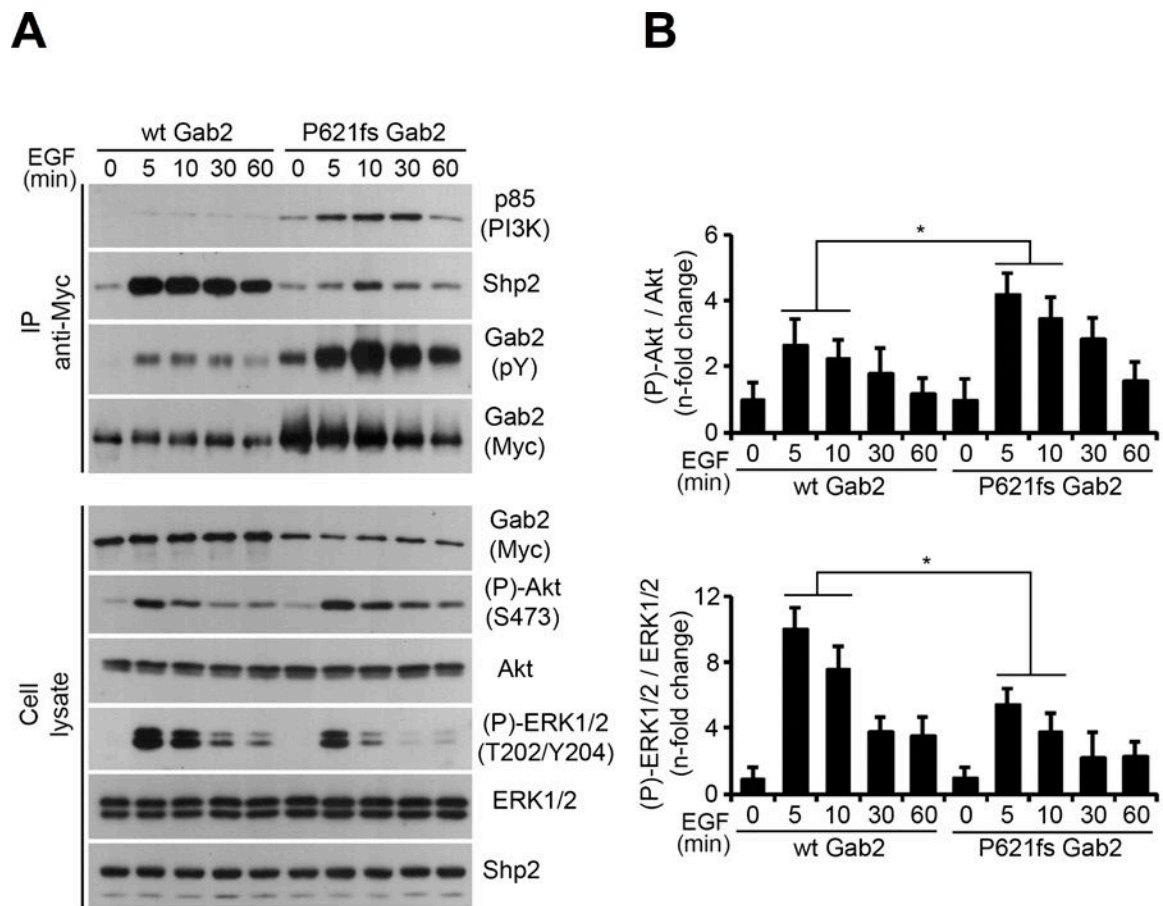 A
wt Gab2 P621fs Gab2
EGF 0 5 10 30 60 0 5 10 30 60
(min)
IP
anti-Myc
p85
(PI3K)
Shp2
Gab2
(pY)
Gab2
(Myc)
Cell
lysate
Gab2
(Myc)
(P)-Akt
(S473)
Akt
(P)-ERK1/2
(T202/Y204)
ERK1/2
Shp2
B
*
(P)-Akt / Akt
(n-fold change)
6
4
2
0
EGF 0 5 10 30 60 0 5 10 30 60
(min)
wt Gab2 P621fs Gab2
*
(P)-ERK1/2 / ERK1/2
(n-fold change)
12
8
4
0
EGF 0 5 10 30 60 0 5 10 30 60
(min)
wt Gab2 P621fs Gab2